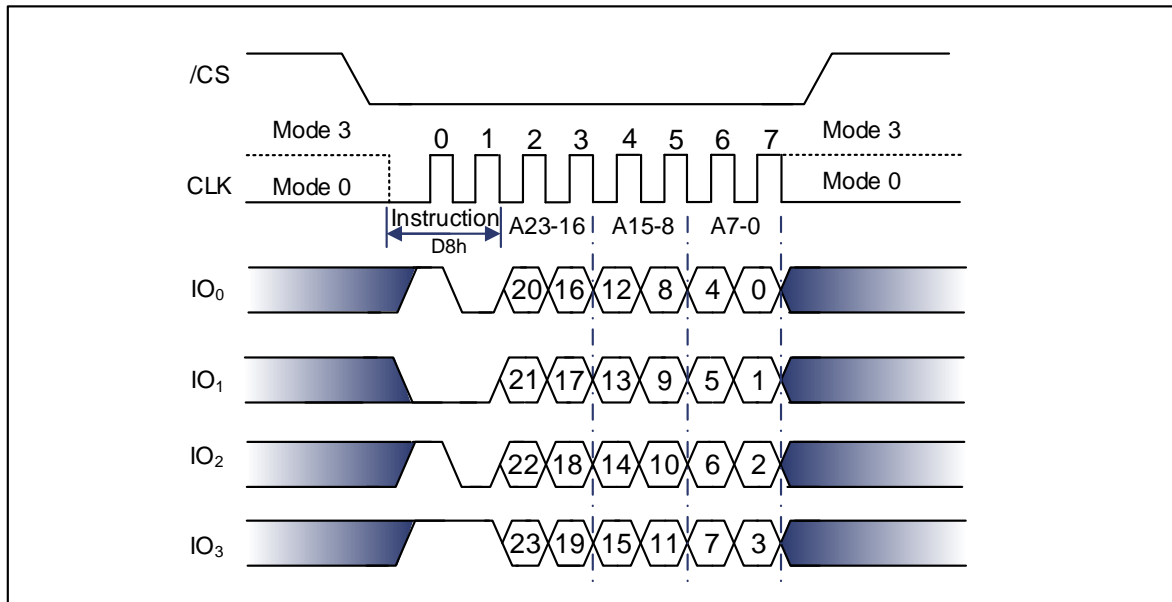 /CS
Mode 3 Mode 3
0 1 2 3 4 5 6 7
CLK Mode 0 Mode 0
Instruction A23-16 A15-8 A7-0
D8h
IO0 20 16 12 8 4 0
IO1 21 17 13 9 5 1
IO2 22 18 14 10 6 2
IO3 23 19 15 11 7 3